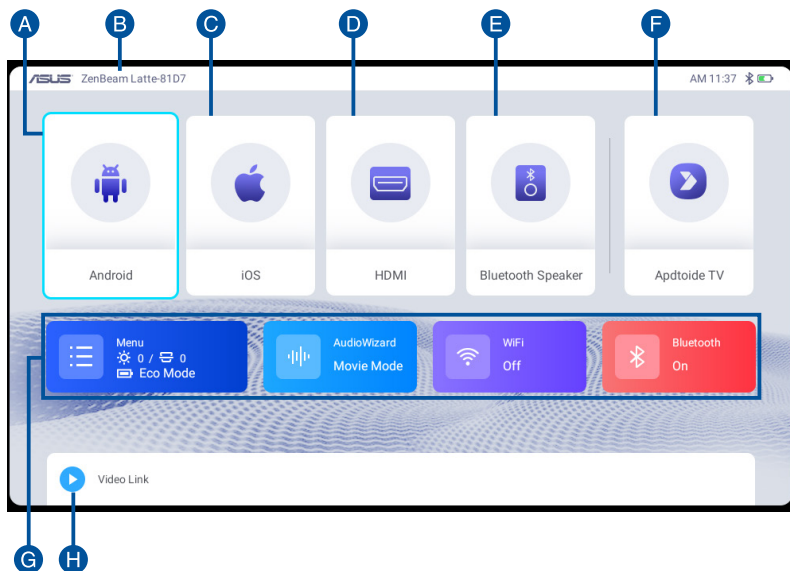 A B C D E F
ASUS ZenBeam Latte-81D7 AM 11:37
Android iOS HDMI Bluetooth Speaker Apdtoide TV
Menu
0 / 0
Eco Mode
AudioWizard
Movie Mode
WiFi
Off
Bluetooth
On
Video Link
G H